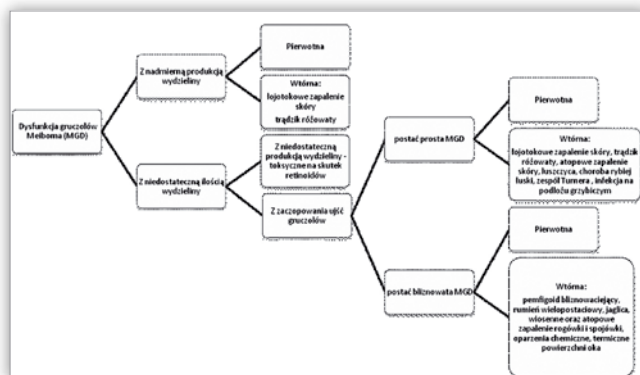 Dysfunkcja gruczołów
Meiboma (MGD)
Z nadmierną produkcją
wydzieliny
Pierwotna
Wtórna:
łojotokowe zapalenie
skóry
trądzik różowaty
Z niedostateczną ilością
wydzieliny
Z niedostateczną
produkcją wydzieliny -
toksyczne na skutek
retinoidów
Z zaczopowania ujść
gruczołów
postać prosta MGD
Pierwotna
Wtórna:
łojotokowe zapalenie skóry, trądzik
różowaty, atopowe zapalenie
skóry, łuszczyca, choroba rybiej
łuski, zespół Turnera, infekcja na
podłożu grzybiczym
postać bliznowata MGD
Pierwotna
Wtórna:
pemfigoid bliznowaciejący,
rumień wielopostaciowy, jaglica,
wiosenne oraz atopowe
zapalenie rogówki i spojówki,
oparzenia chemiczne, termiczne
powierzchni oka